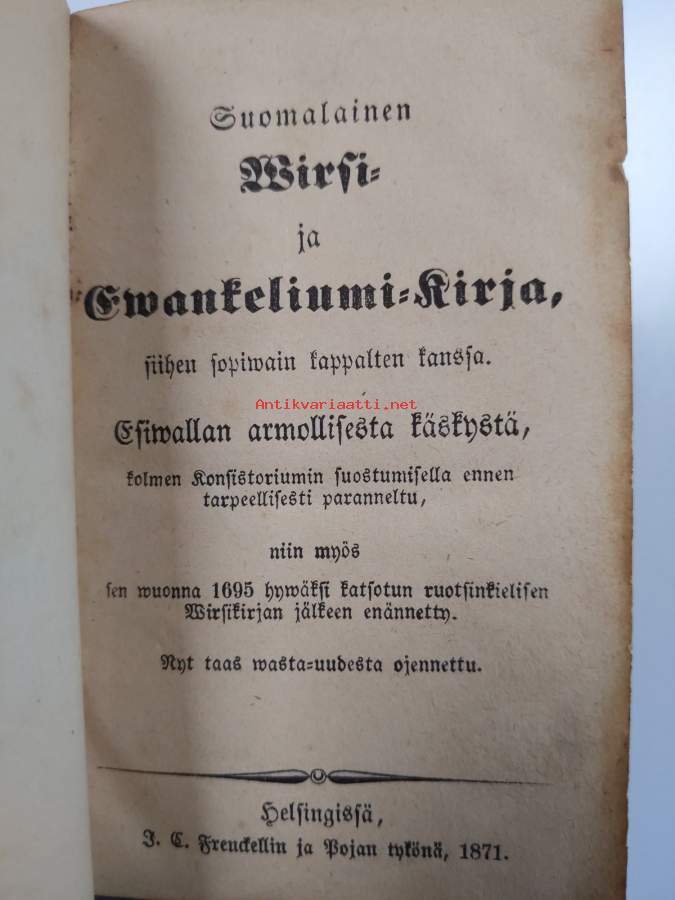 Suomalainen
Wirsi-
ja
Ewankeliumi-Kirja,
siihen sopiwain kappalten kanssa.
Antikvariaatti.net
Esiwallan armollisesta käskystä,
kolmen Konsistoriumin suostumisella ennen
tarpeellisesti paranneltu,
niin myös
sen wuonna 1695 hywäksi katsotun ruotsinkielisen
Wirsikirjan jälkeen enännetty.
Nyt taas wasta-uudesta ojennettu.
Helsingissä,
J. C. Frenckellin ja Pojan tykönä, 1871.